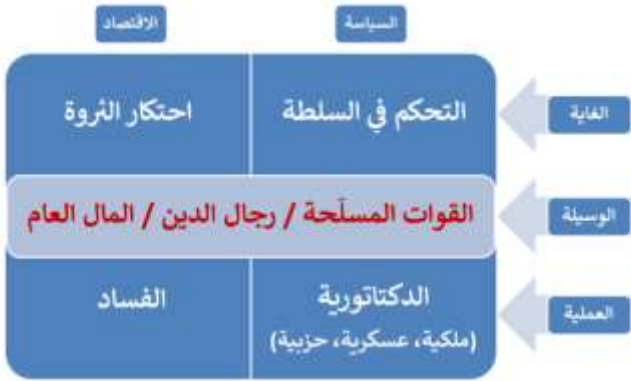 السياسة
الاقتصاد
الغاية
التحكم في السلطة
احتكار الثروة
الوسيلة
القوات المسلّحة / رجال الدين / المال العام
العملية
الدكتاتورية
(ملكية، عسكرية، حزبية)
الفساد